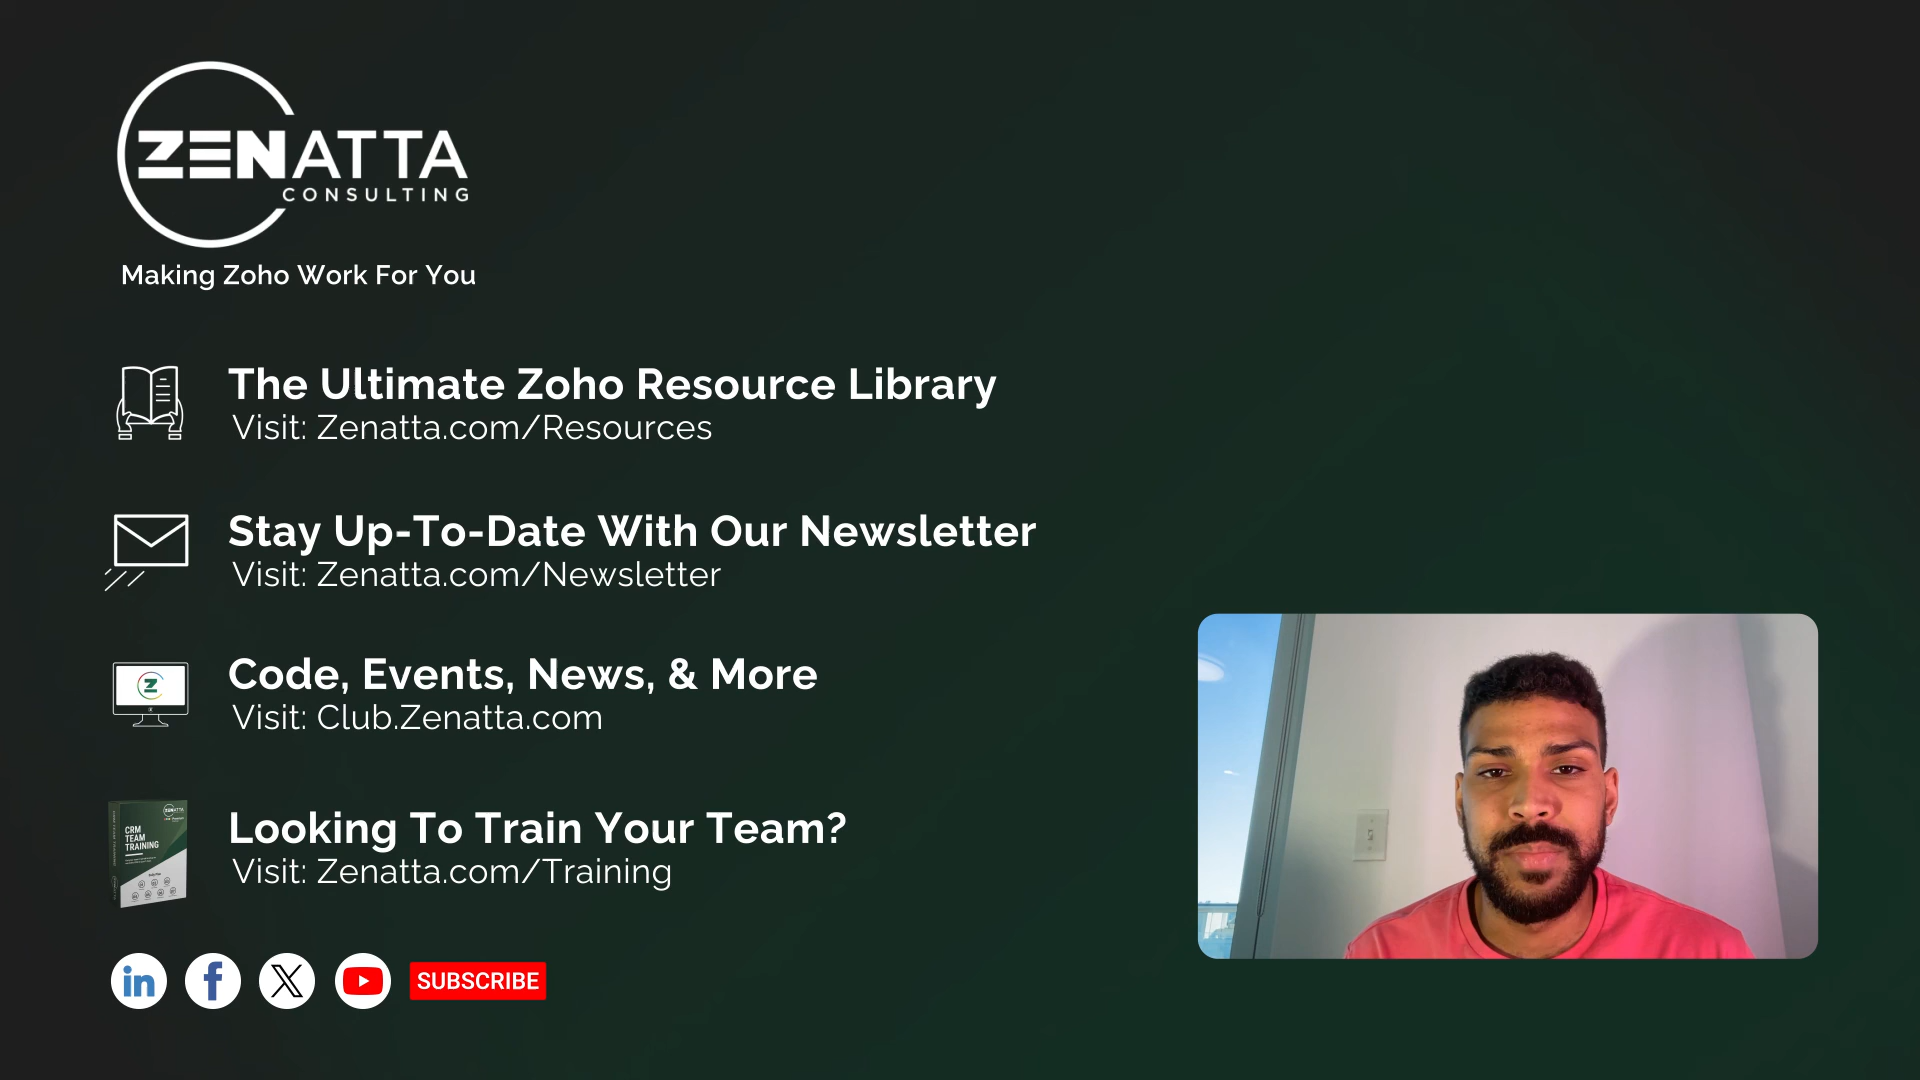 ZENATTA
CONSULTING
Making Zoho Work For You
The Ultimate Zoho Resource Library
Visit: Zenatta.com/Resources
Stay Up-To-Date With Our Newsletter
Visit: Zenatta.com/Newsletter
Z
Code, Events, News, & More
Visit: Club.Zenatta.com
ZENATTA
CRM
TEAM
TRAINING
Looking To Train Your Team?
Visit: Zenatta.com/Training
in f X SUBSCRIBE